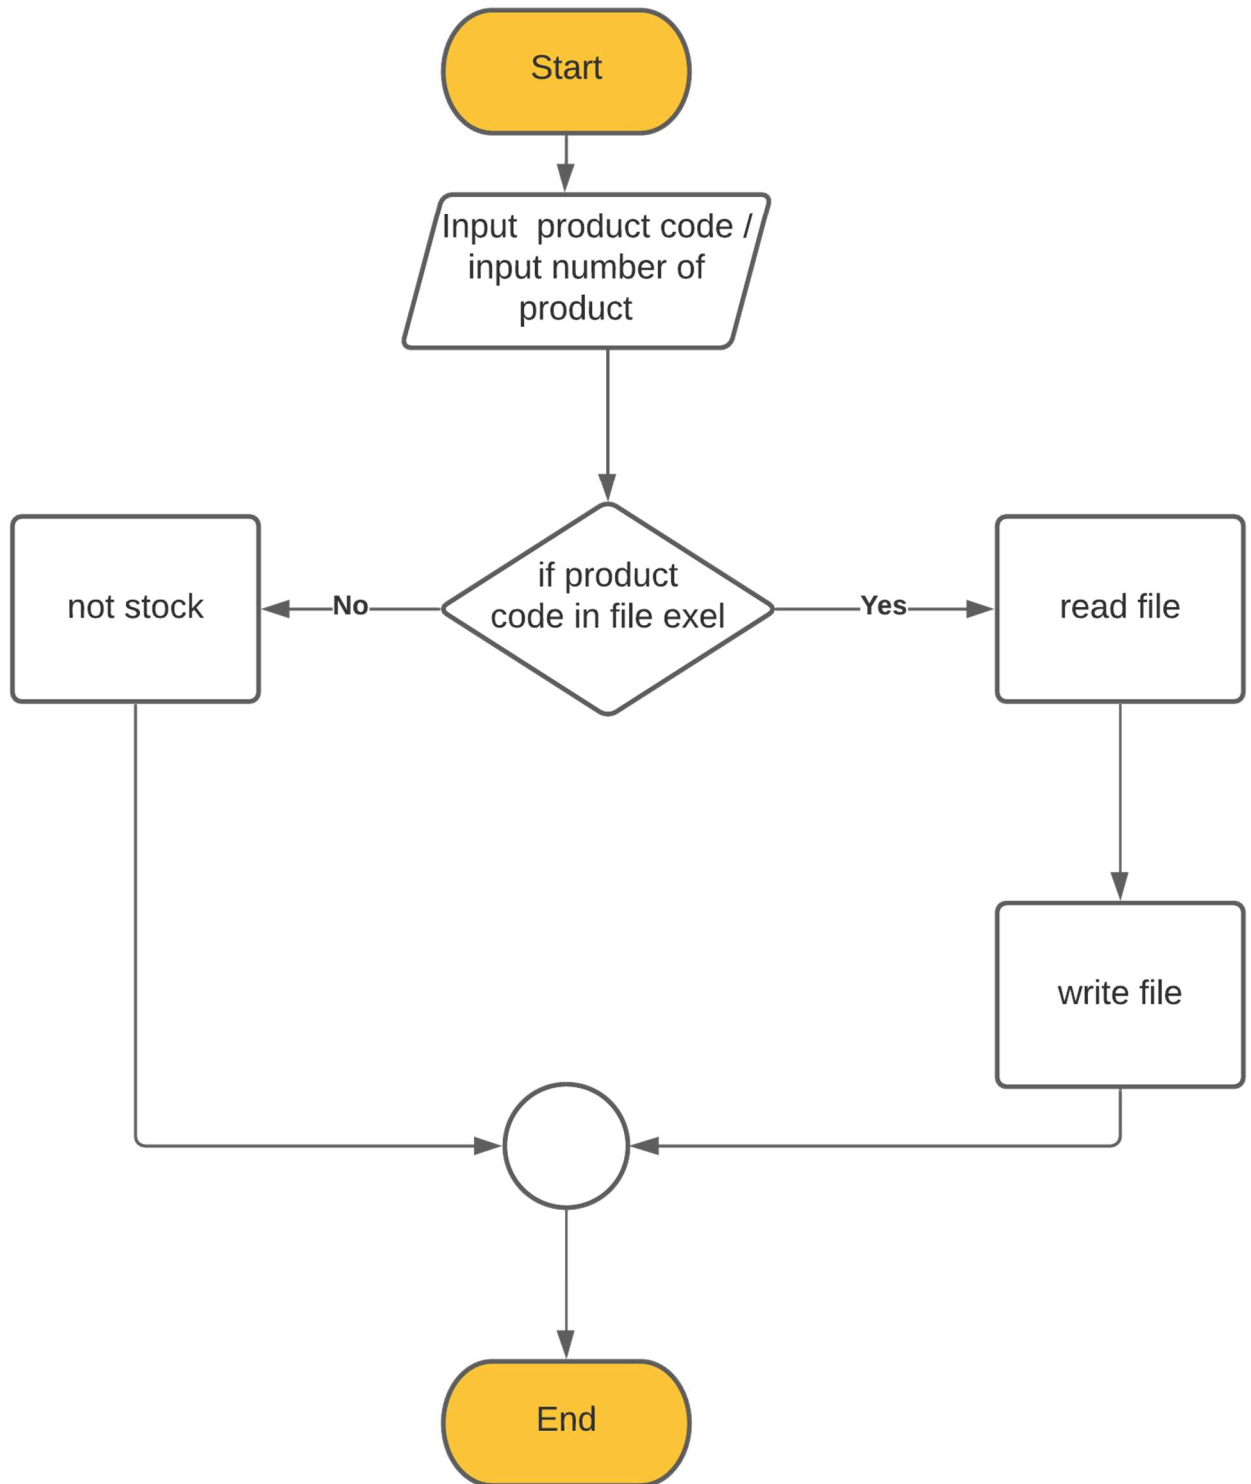 Start
Input  product code /
input number of
product
if product
code in file exel
not stock
No
Yes
read file
write file
End